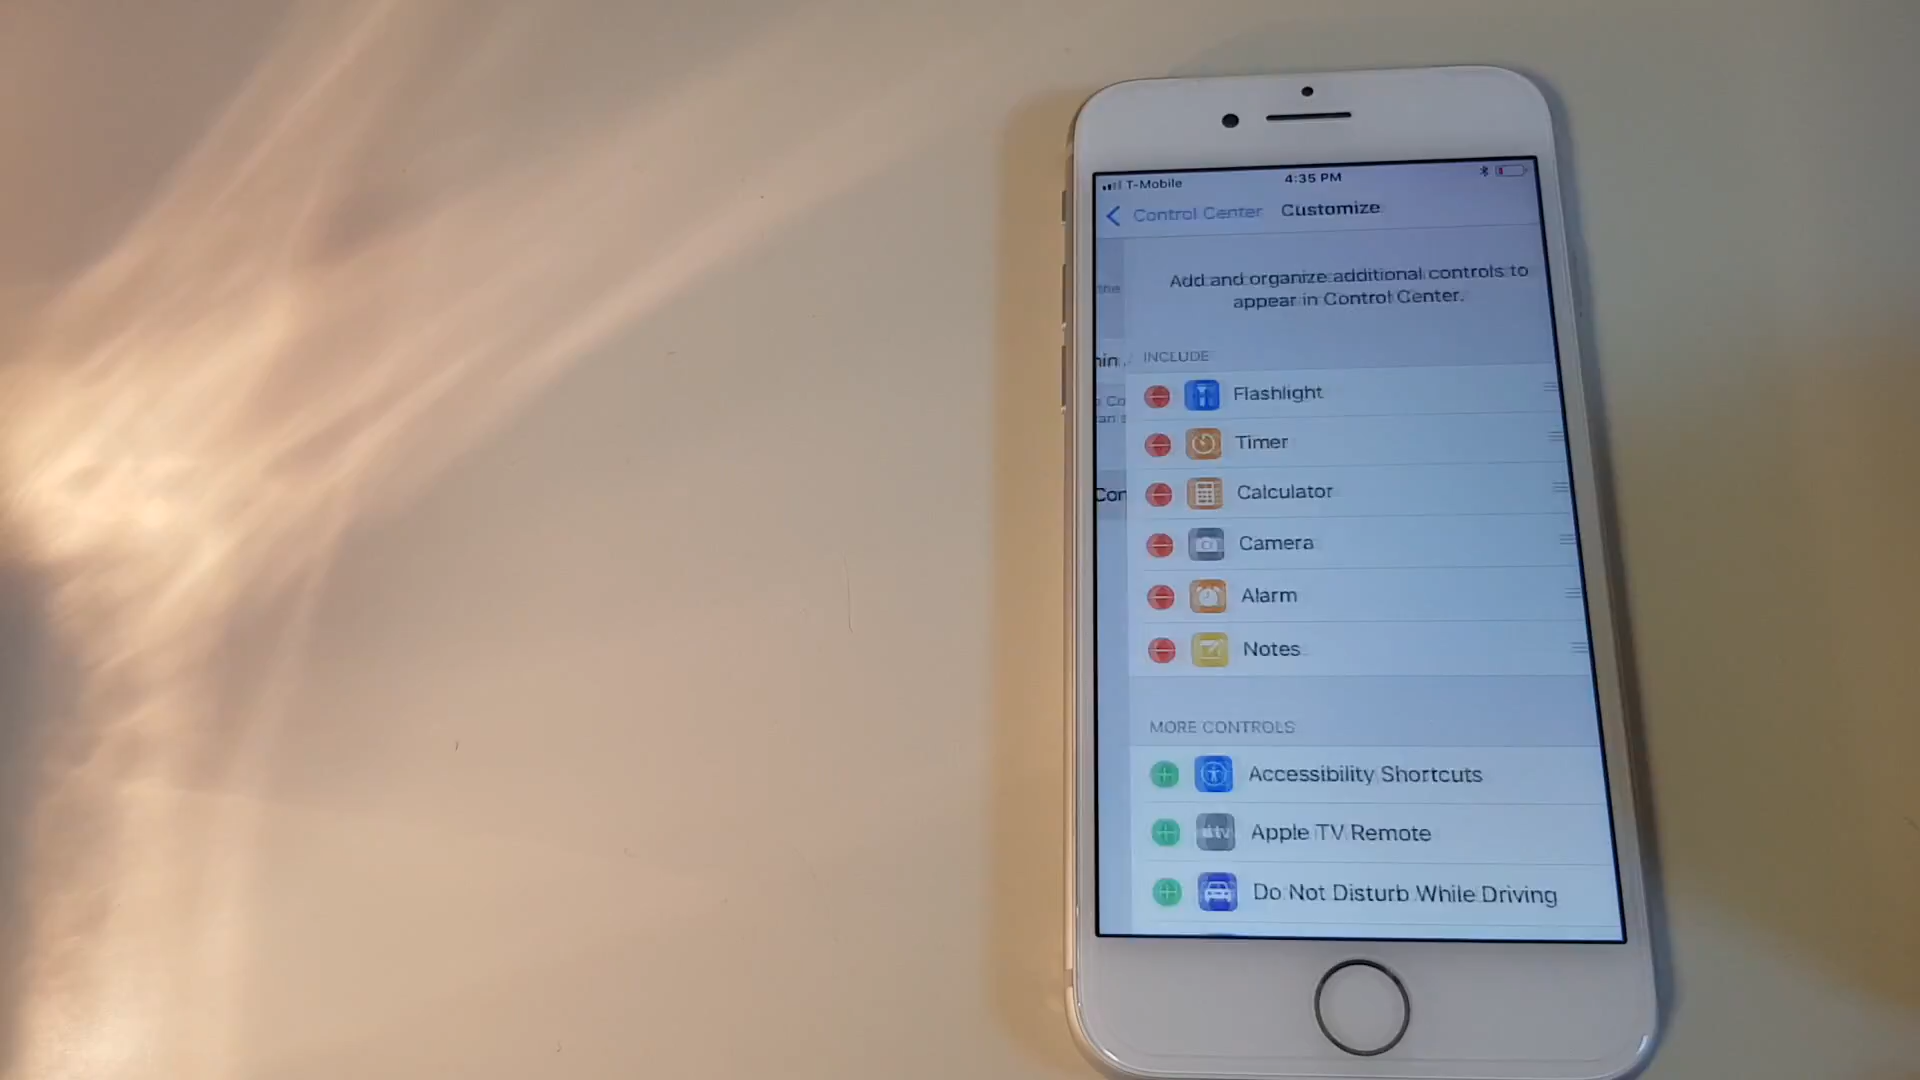 T-Mobile 4:35 PM
Control Center Customize
Add and organize additional controls to
appear in Control Center.
the
INCLUDE
Flashlight
Timer
Calculator
Camera
Alarm
Notes
MORE CONTROLS
Accessibility Shortcuts
Apple TV Remote
Do Not Disturb While Driving